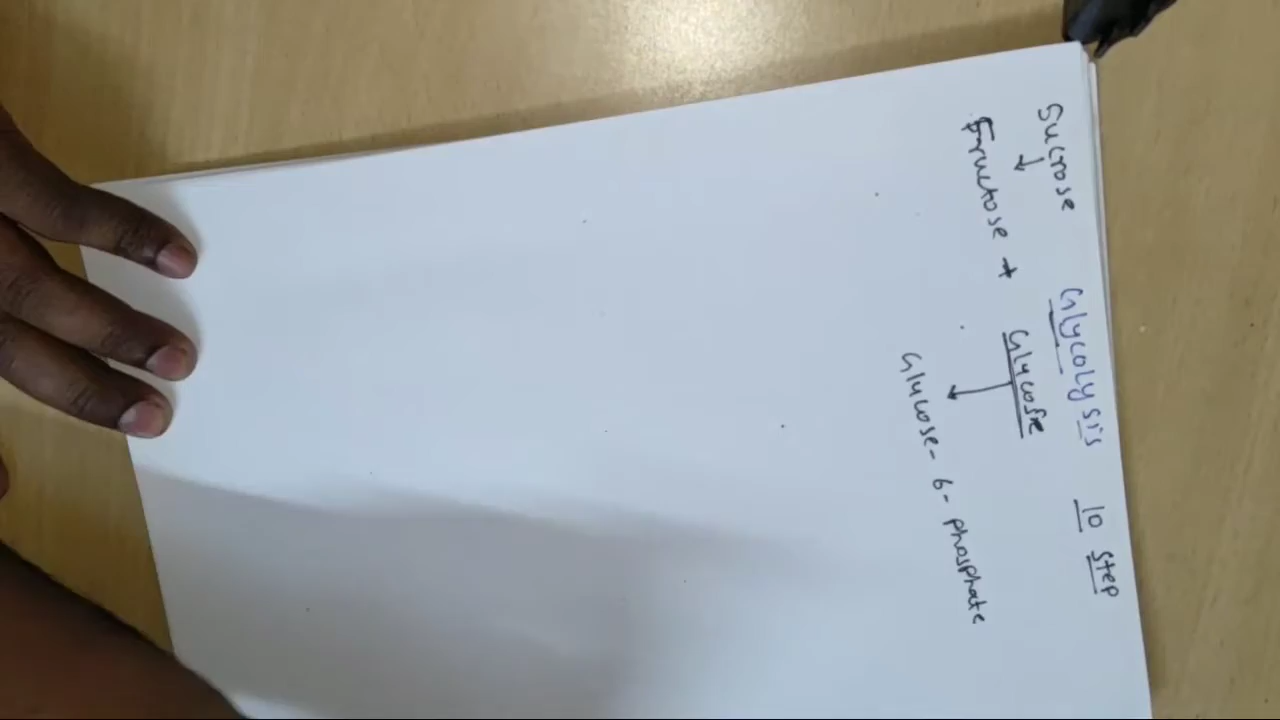 Glycolysis 10 Step
Sucrose
↓
Fructose + Glucose
↓
Glucose - 6 - phosphate